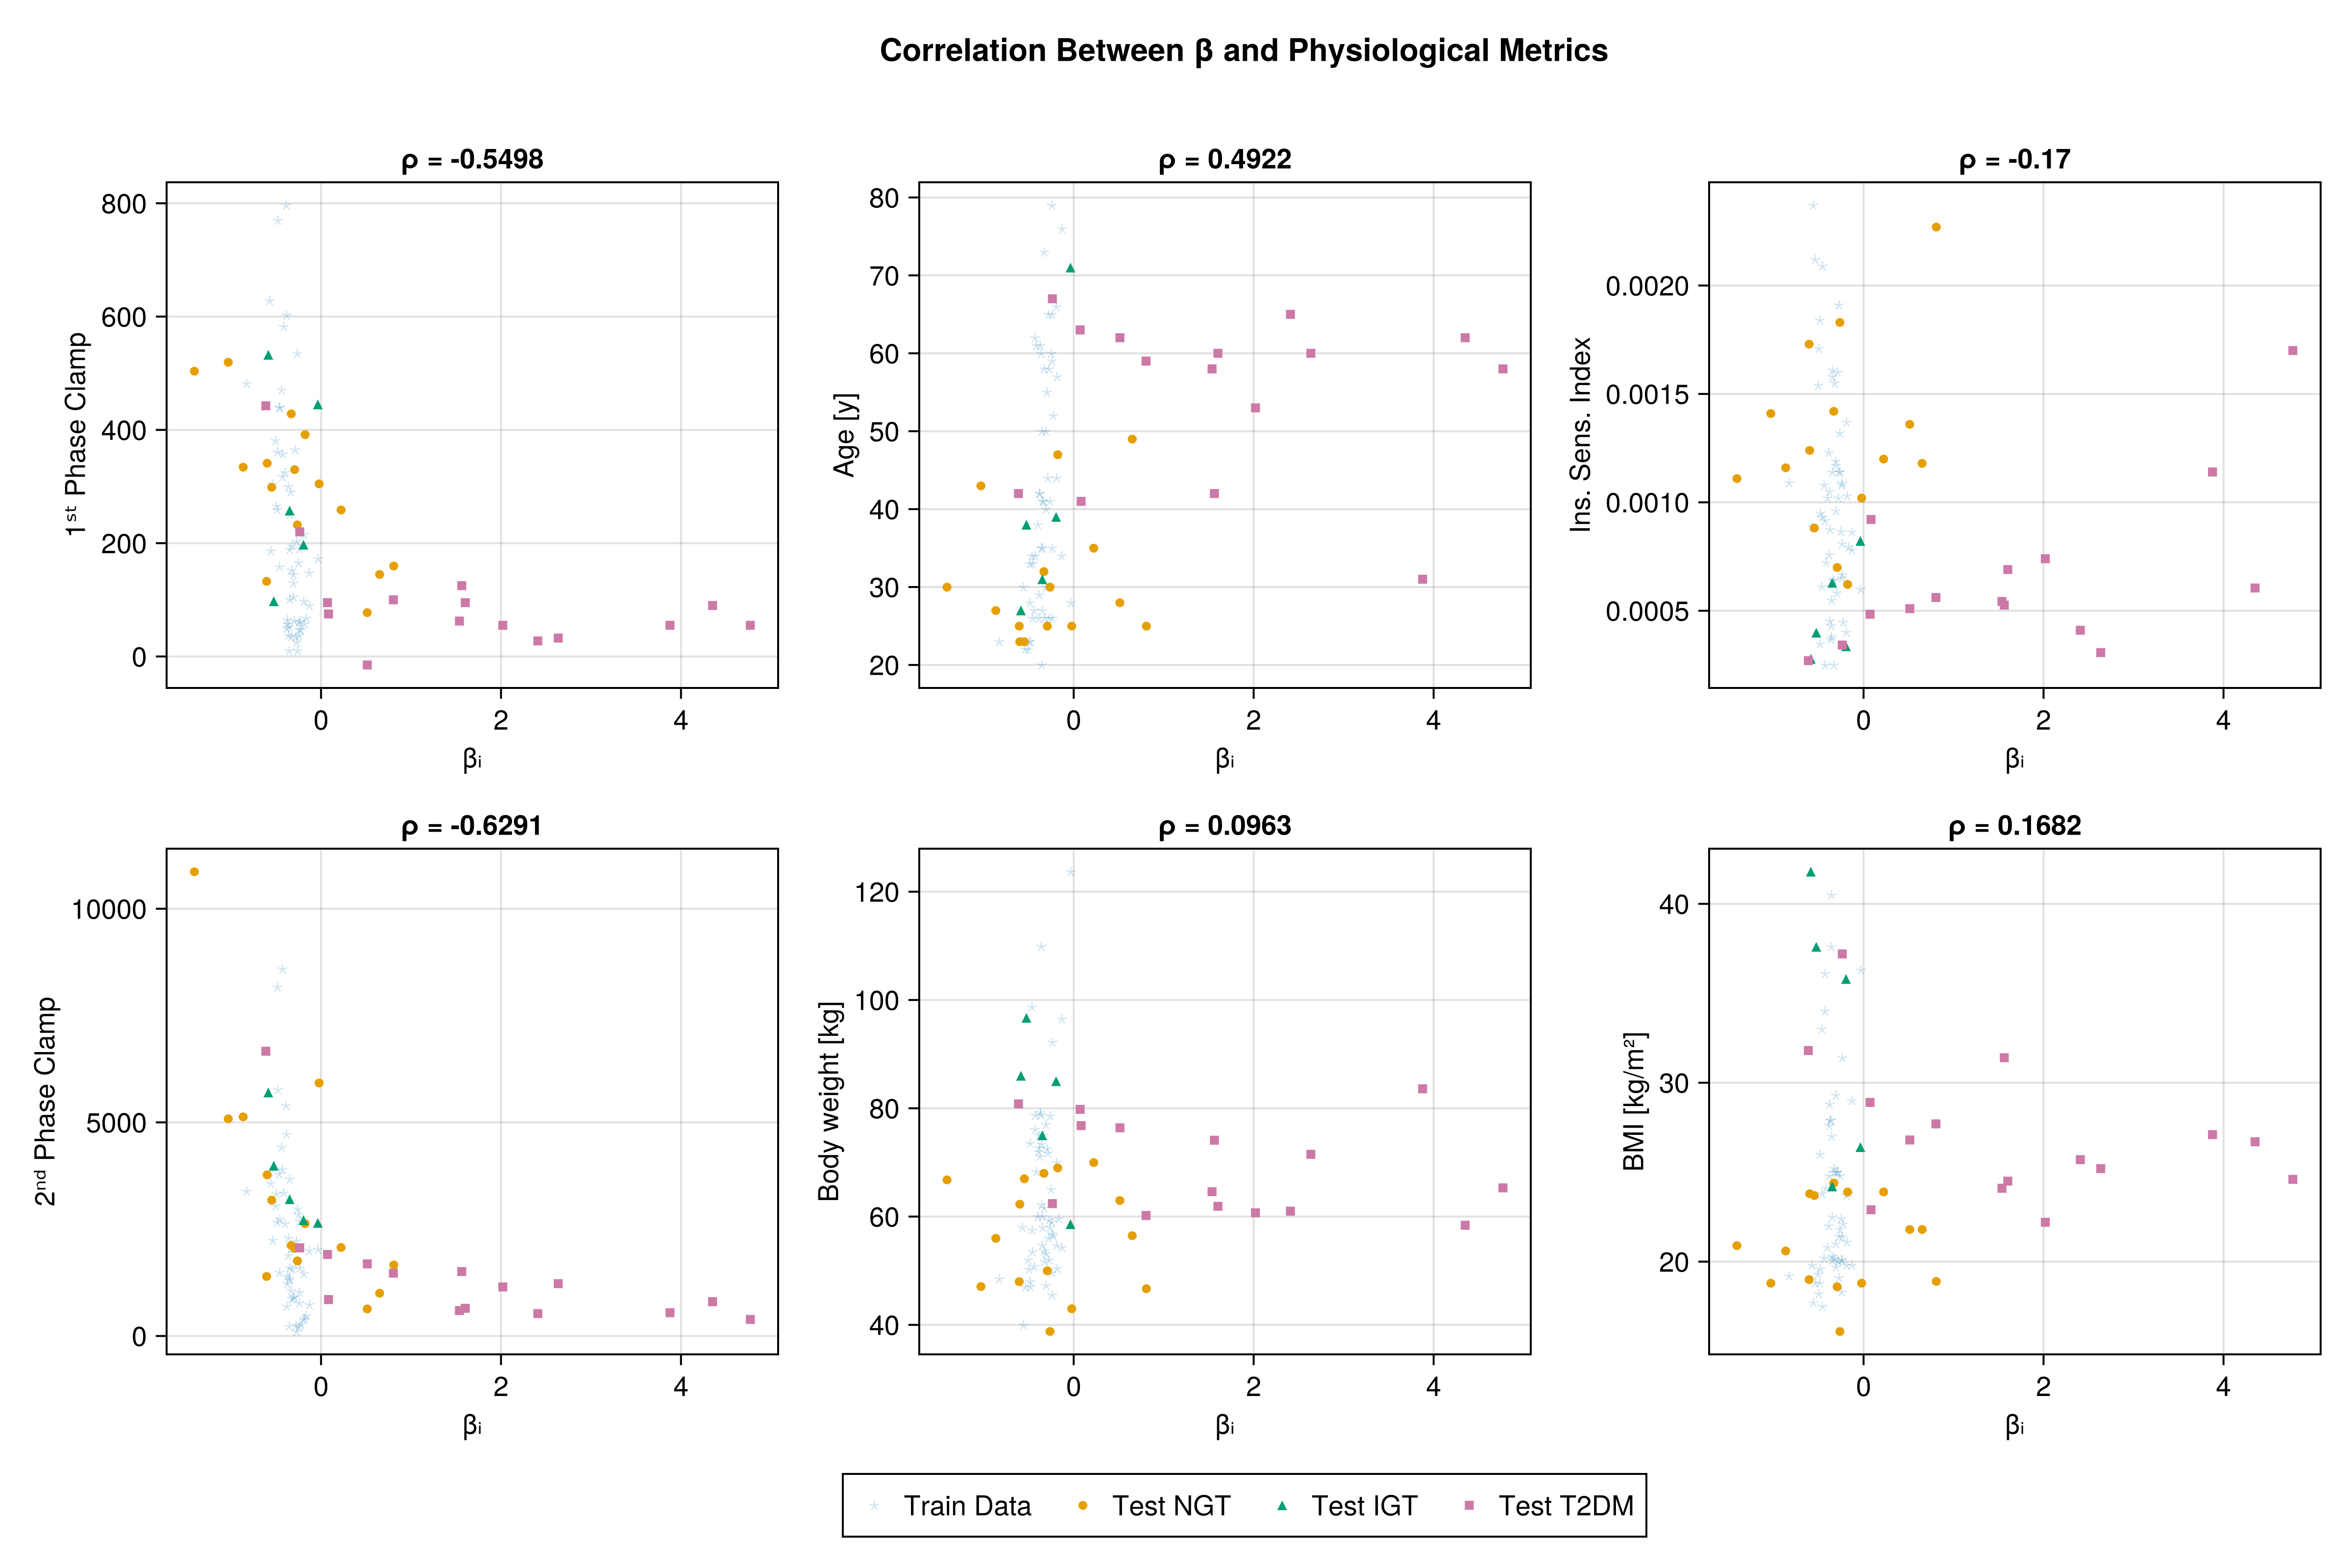 Correlation Between β and Physiological Metrics
ρ = -0.5498
1ˢᵗ Phase Clamp
800
600
400
200
0
0 2 4
βᵢ
ρ = 0.4922
Age [y]
80
70
60
50
40
30
20
0 2 4
βᵢ
ρ = -0.17
Ins. Sens. Index
0.0020
0.0015
0.0010
0.0005
0 2 4
βᵢ
ρ = -0.6291
2ⁿᵈ Phase Clamp
10000
5000
0
0 2 4
βᵢ
ρ = 0.0963
Body weight [kg]
120
100
80
60
40
0 2 4
βᵢ
ρ = 0.1682
BMI [kg/m²]
40
30
20
0 2 4
βᵢ
Train Data Test NGT Test IGT Test T2DM